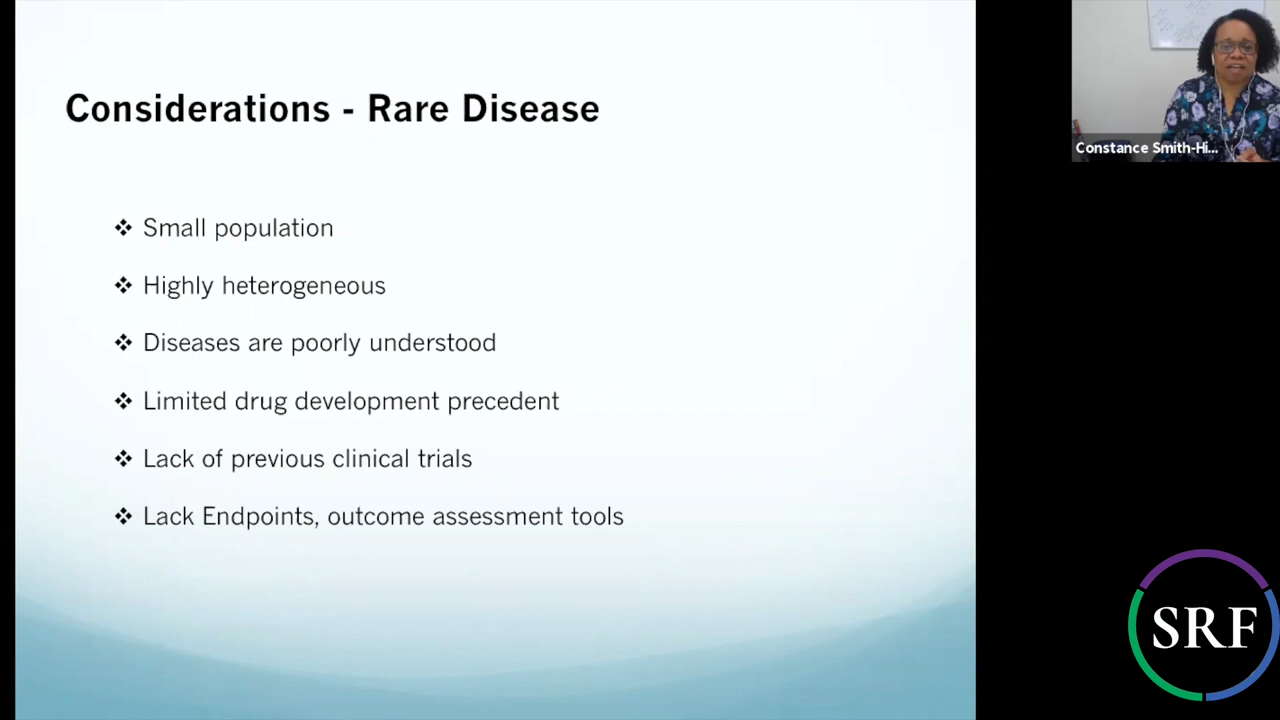 Considerations - Rare Disease
❖ Small population
❖ Highly heterogeneous
❖ Diseases are poorly understood
❖ Limited drug development precedent
❖ Lack of previous clinical trials
❖ Lack Endpoints, outcome assessment tools
Constance Smith-Hi...
SRF